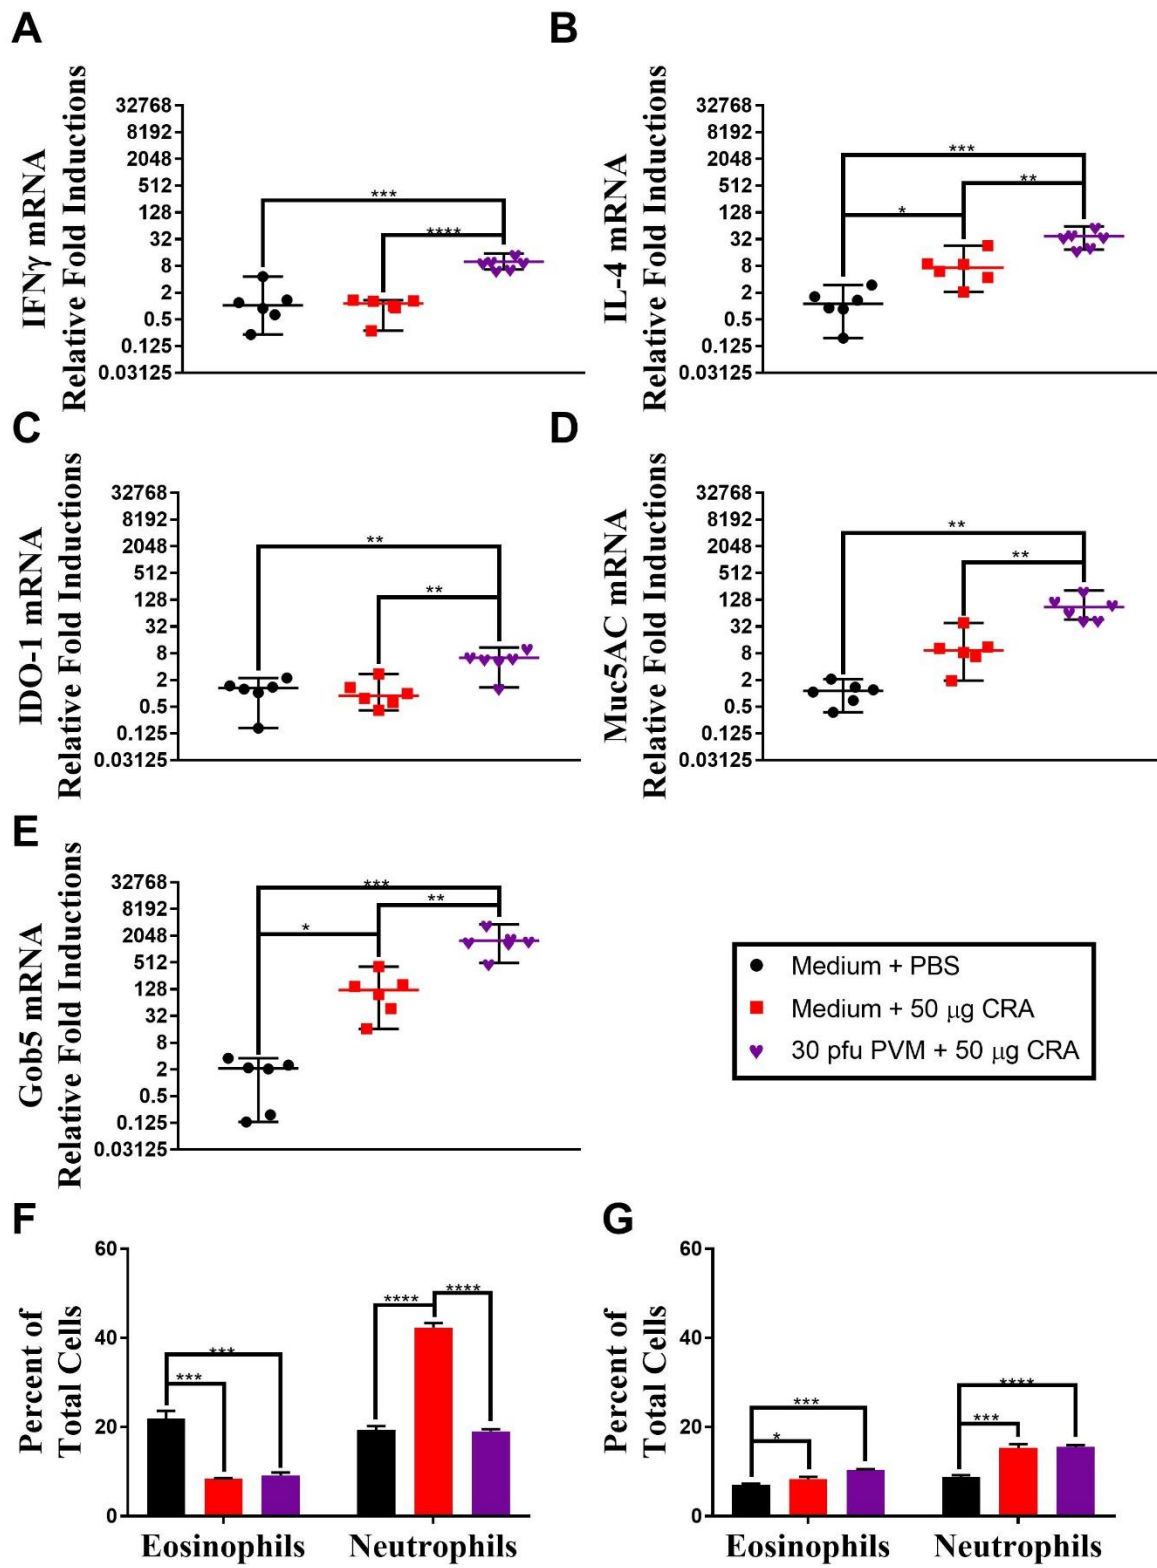 A
IFNγ mRNA
Relative Fold Inductions
32768
8192
2048
512
128
32
8
2
0.5
0.125
0.03125
***
****
B
IL-4 mRNA
Relative Fold Inductions
32768
8192
2048
512
128
32
8
2
0.5
0.125
0.03125
***
**
*
C
IDO-1 mRNA
Relative Fold Inductions
32768
8192
2048
512
128
32
8
2
0.5
0.125
0.03125
**
**
D
Muc5AC mRNA
Relative Fold Inductions
32768
8192
2048
512
128
32
8
2
0.5
0.125
0.03125
**
**
E
Gob5 mRNA
Relative Fold Inductions
32768
8192
2048
512
128
32
8
2
0.5
0.125
0.03125
***
**
*
Medium + PBS
Medium + 50 μg CRA
30 pfu PVM + 50 μg CRA
F
Percent of
Total Cells
60
40
20
0
***
***
****
****
Eosinophils
Neutrophils
G
Percent of
Total Cells
60
40
20
0
***
*
****
***
Eosinophils
Neutrophils